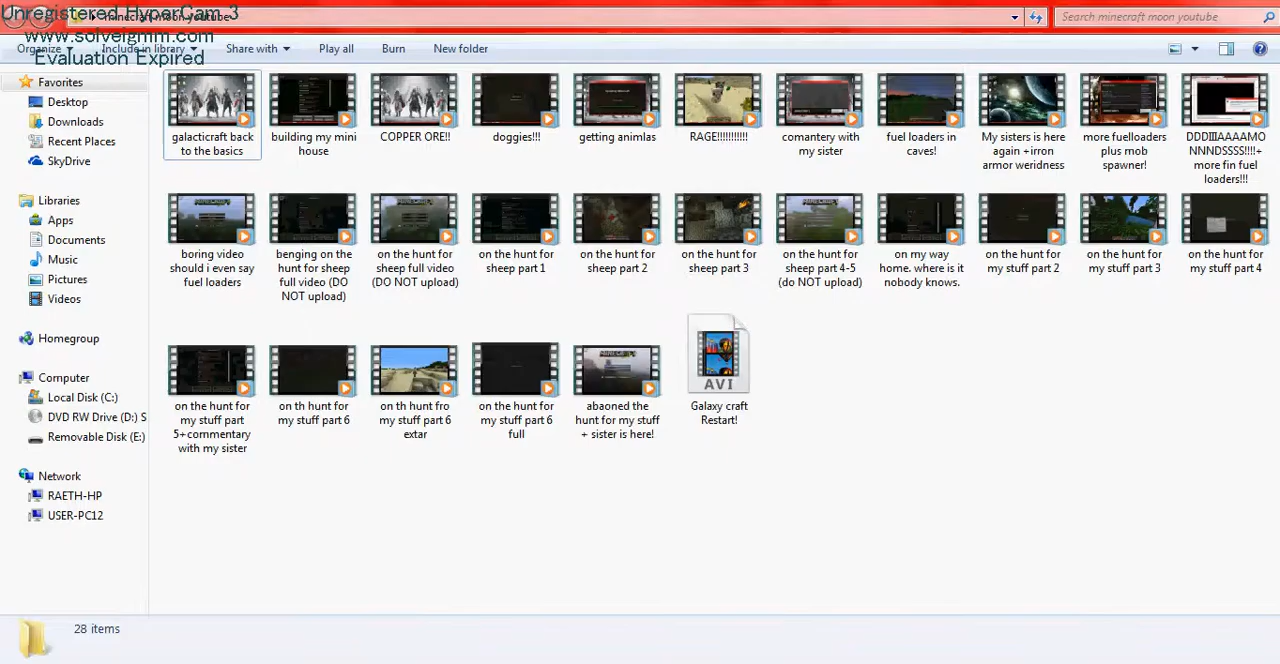 Unregistered HyperCam 3
minecraft moon youtube
Search minecraft moon youtube
www.solveigmm.com
Evaluation Expired
Organize
Include in library
Share with
Play all
Burn
New folder
Favorites
Desktop
Downloads
Recent Places
SkyDrive
Libraries
Apps
Documents
Music
Pictures
Videos
Homegroup
Computer
Local Disk (C:)
DVD RW Drive (D:) S
Removable Disk (E:)
Network
RAETH-HP
USER-PC12
galacticraft back
to the basics
building my mini
house
COPPER ORE!!
doggies!!!
getting animlas
RAGE!!!!!!!!!!!
comantery with
my sister
fuel loaders in
caves!
My sisters is here
again +irron
armor weridness
more fuelloaders
plus mob
spawner!
DDDIIIAAAAMO
NNNDSSSS!!!!+
more fin fuel
loaders!!!
boring video
should i even say
fuel loaders
benging on the
hunt for sheep
full video (DO
NOT upload)
on the hunt for
sheep full video
(DO NOT upload)
on the hunt for
sheep part 1
on the hunt for
sheep part 2
on the hunt for
sheep part 3
on the hunt for
sheep part 4-5
(do NOT upload)
on my way
home. where is it
nobody knows.
on the hunt for
my stuff part 2
on the hunt for
my stuff part 3
on the hunt for
my stuff part 4
on the hunt for
my stuff part
5+commentary
with my sister
on th hunt for
my stuff part 6
on th hunt fro
my stuff part 6
extar
on the hunt for
my stuff part 6
full
abaoned the
hunt for my stuff
+ sister is here!
AVI
Galaxy craft
Restart!
28 items